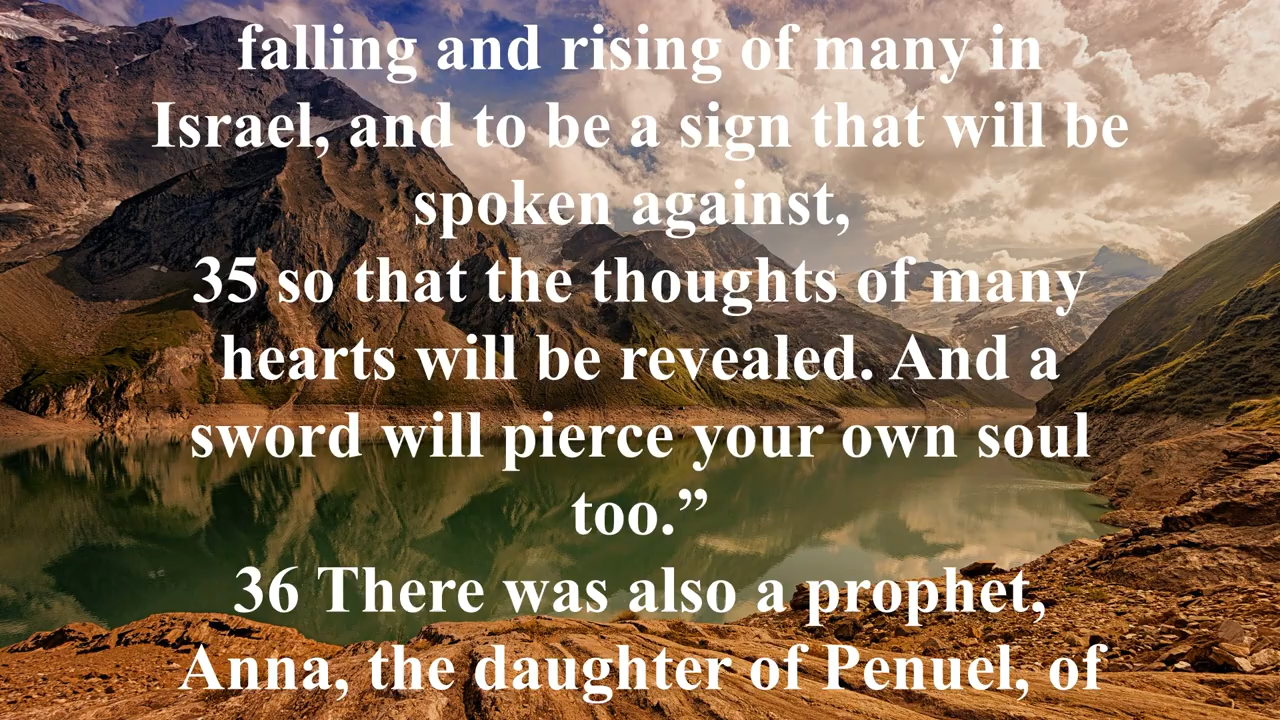 falling and rising of many in
Israel, and to be a sign that will be
spoken against,
35 so that the thoughts of many
hearts will be revealed. And a
sword will pierce your own soul
too.”
36 There was also a prophet,
Anna, the daughter of Penuel, of